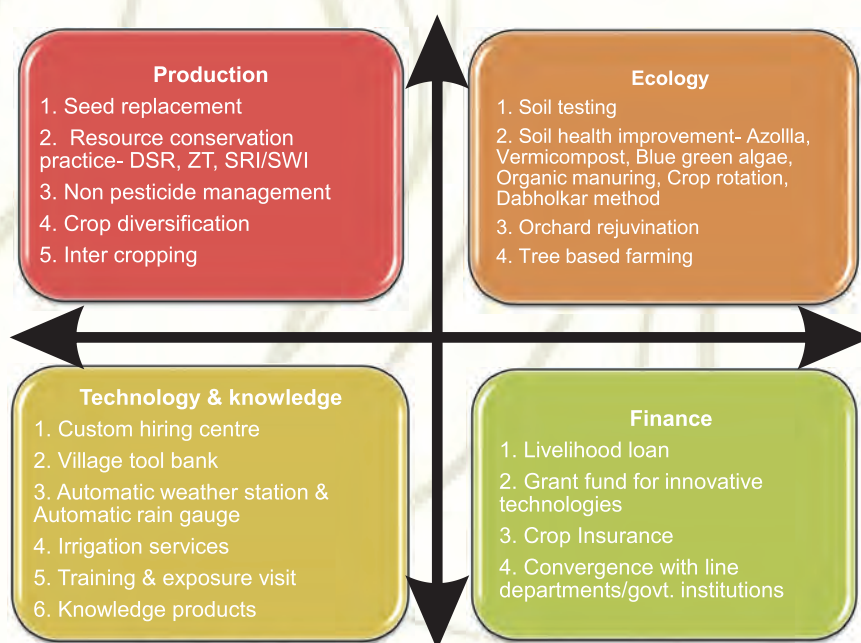 Production
1. Seed replacement
2. Resource conservation
practice- DSR, ZT, SRI/SWI
3. Non pesticide management
4. Crop diversification
5. Inter cropping
Ecology
1. Soil testing
2. Soil health improvement- Azollla,
Vermicompost, Blue green algae,
Organic manuring, Crop rotation,
Dabholkar method
3. Orchard rejuvination
4. Tree based farming
Technology & knowledge
1. Custom hiring centre
2. Village tool bank
3. Automatic weather station &
Automatic rain gauge
4. Irrigation services
5. Training & exposure visit
6. Knowledge products
Finance
1. Livelihood loan
2. Grant fund for innovative
technologies
3. Crop Insurance
4. Convergence with line
departments/govt. institutions